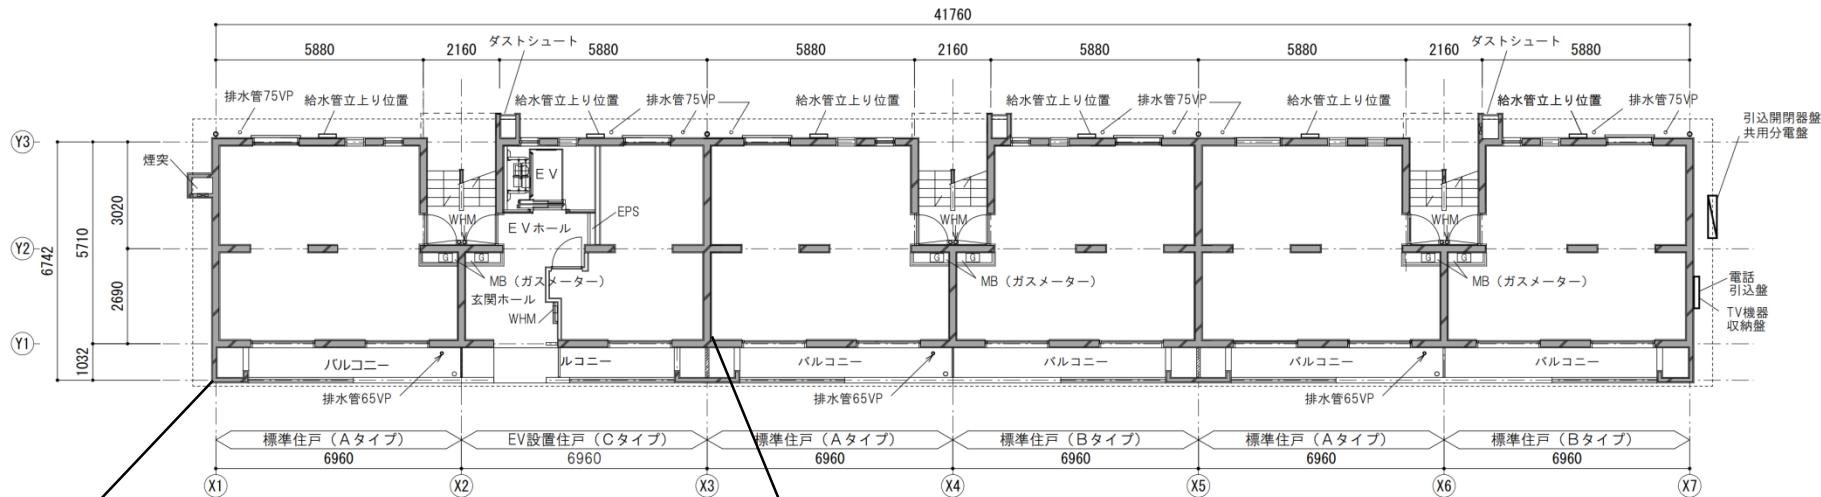 41760
5880 2160 5880 5880 2160 5880 5880 2160 5880
ダストシュート ダストシュート
排水管75VP 給水管立上り位置 給水管立上り位置 排水管75VP 給水管立上り位置 給水管立上り位置 排水管75VP 給水管立上り位置 給水管立上り位置 排水管75VP
引込開閉器盤
共用分電盤
Y3
煙突
EV
3020
WHM WHM WHM
EPS
EVホール
Y2
6742 5710
G G G G G G
MB（ガスメーター） MB（ガスメーター） MB（ガスメーター）
電話
引込盤
玄関ホール
2690
WHM
TV機器
収納盤
Y1
1032
バルコニー ルコニー バルコニー バルコニー バルコニー バルコニー
排水管65VP 排水管65VP 排水管65VP
標準住戸（Aタイプ） EV設置住戸（Cタイプ） 標準住戸（Aタイプ） 標準住戸（Bタイプ） 標準住戸（Aタイプ） 標準住戸（Bタイプ）
6960 6960 6960 6960 6960 6960
X1 X2 X3 X4 X5 X6 X7